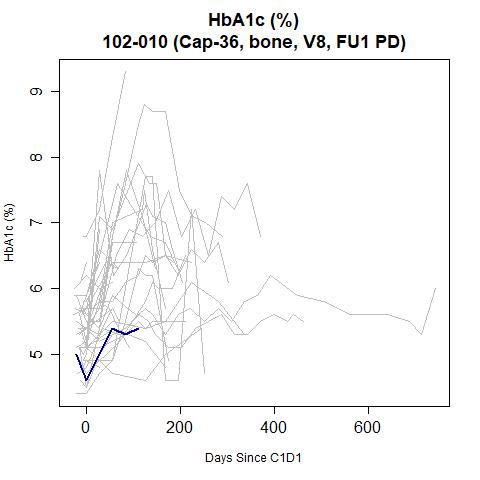 HbA1c (%)
102-010 (Cap-36, bone, V8, FU1 PD)
HbA1c (%)
9
8
7
6
5
0 200 400 600
Days Since C1D1